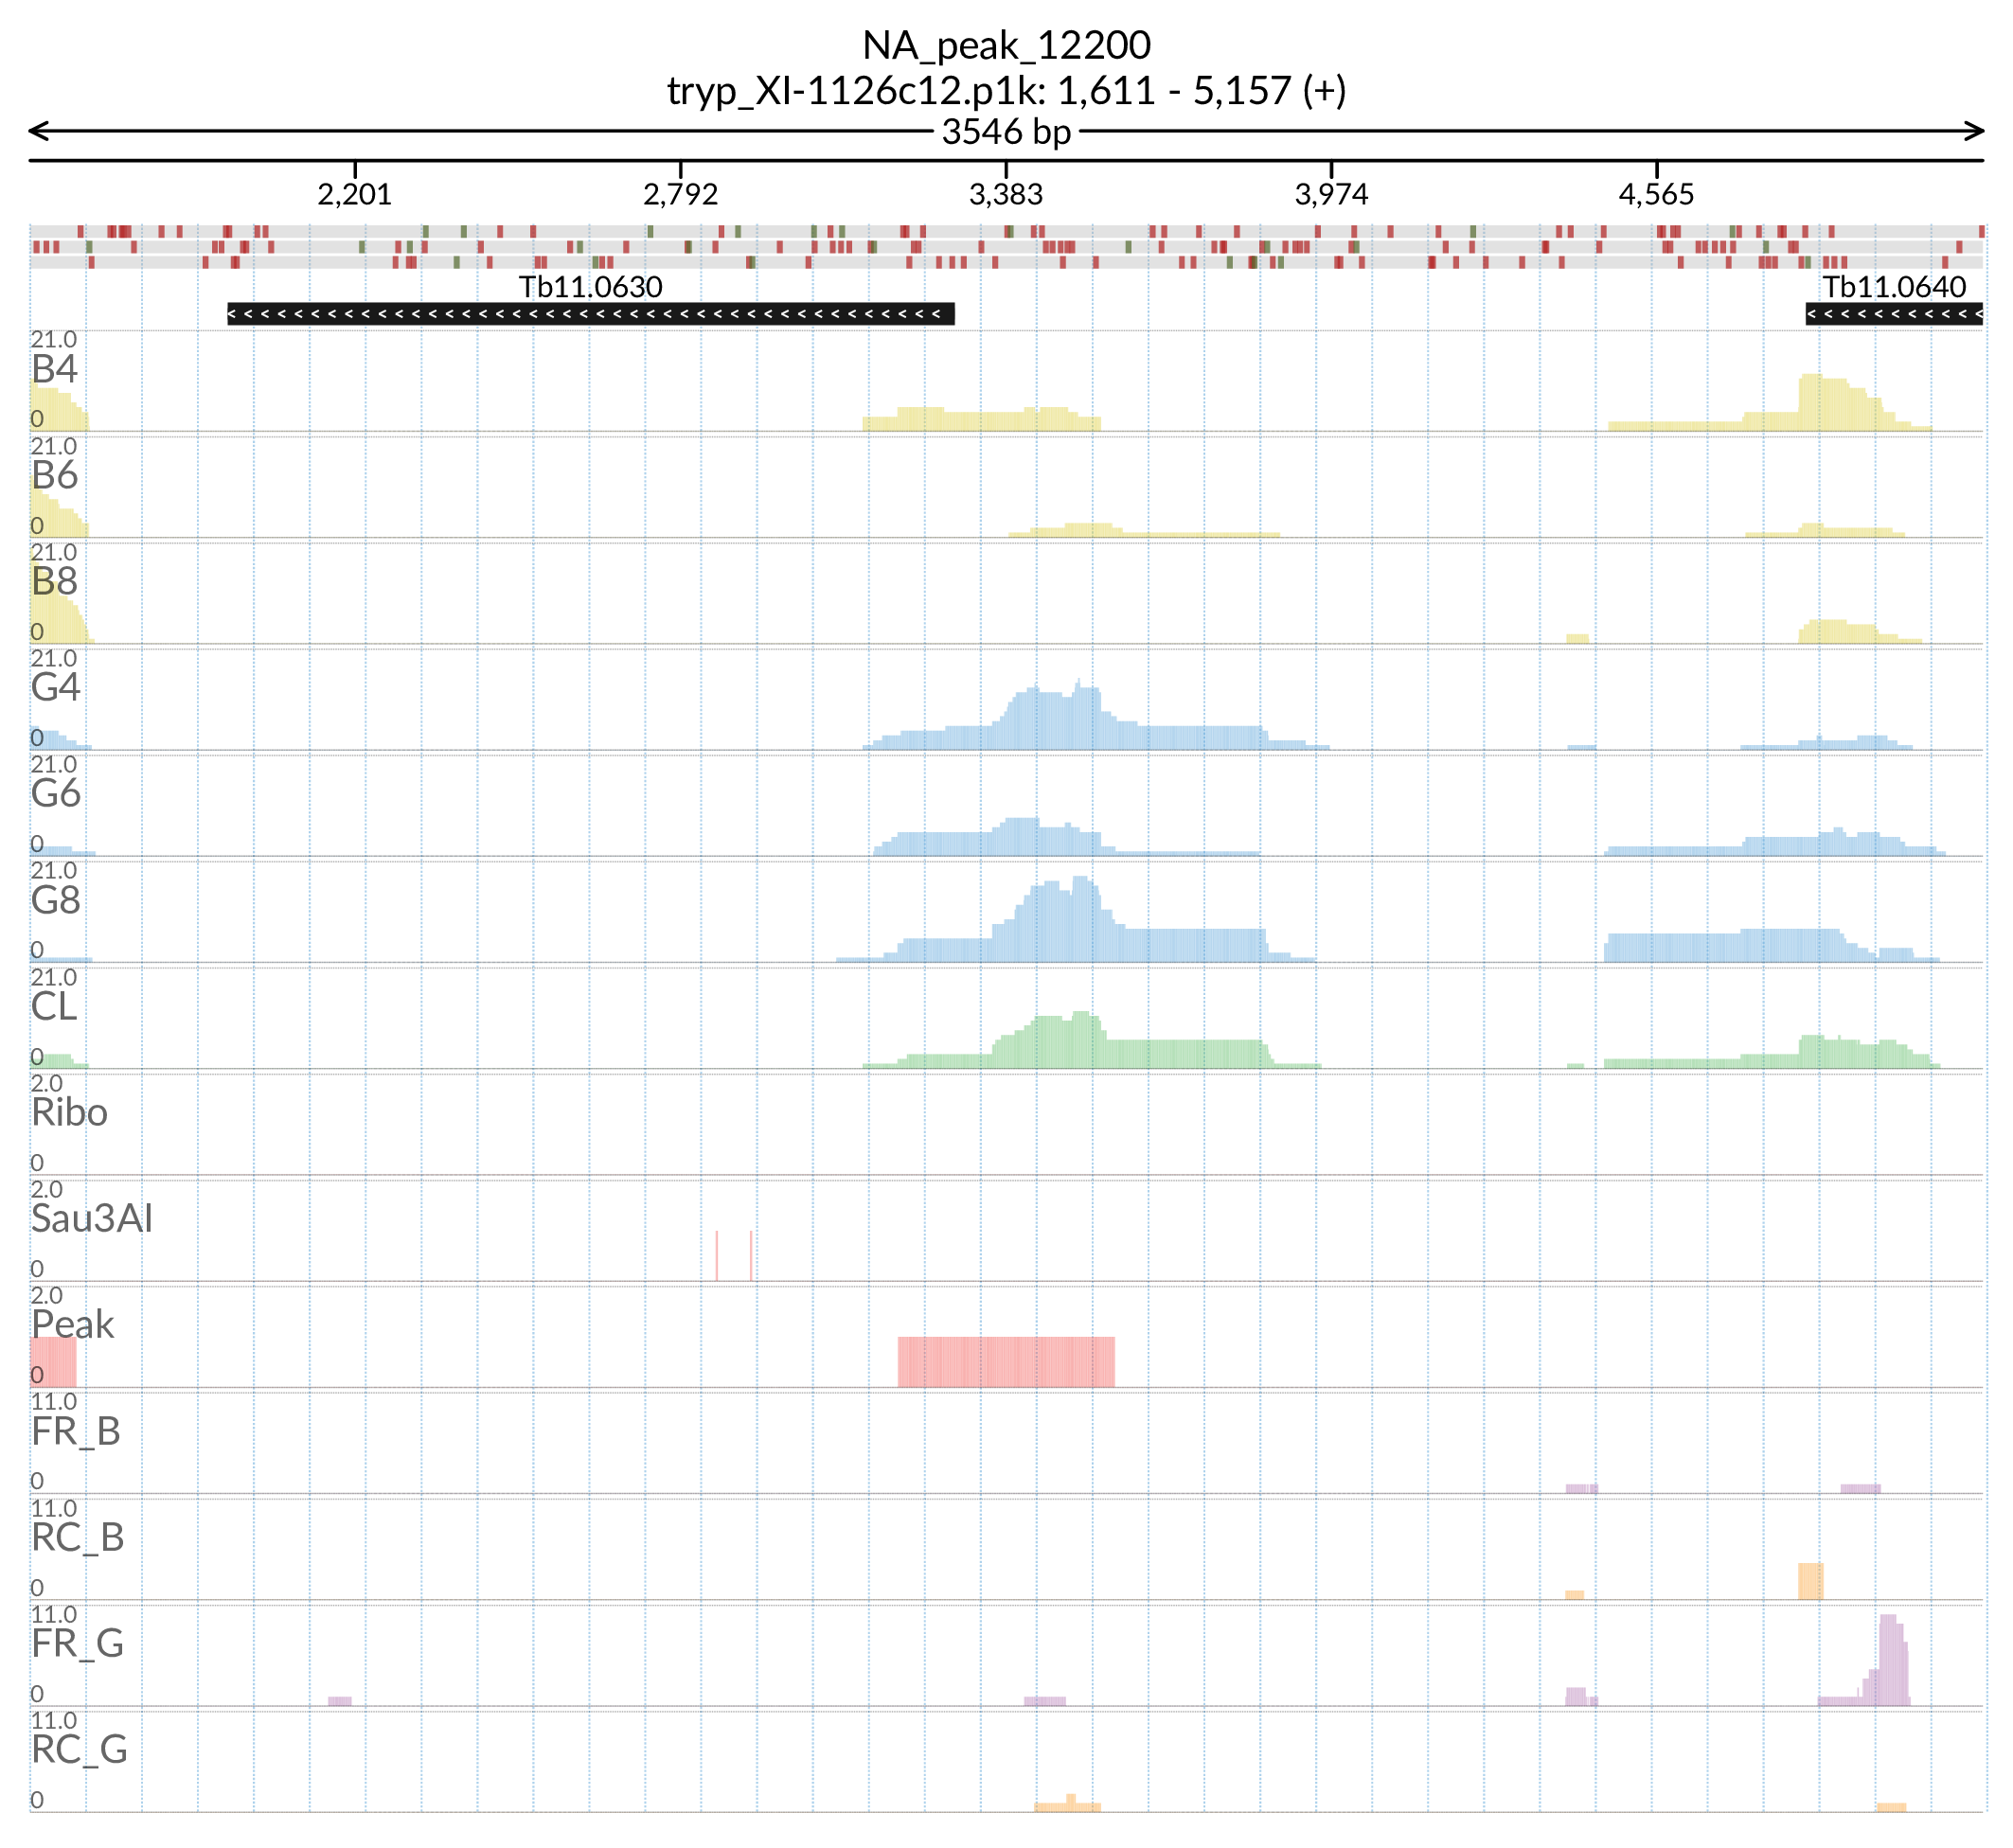 NA_peak_12200
tryp_XI-1126c12.p1k: 1,611 - 5,157 (+)
3546 bp
2,201 2,792 3,383 3,974 4,565
Tb11.0630 Tb11.0640
21.0
B4
0
21.0
B6
0
21.0
B8
0
21.0
G4
0
21.0
G6
0
21.0
G8
0
21.0
CL
0
2.0
Ribo
0
2.0
Sau3AI
0
2.0
Peak
0
11.0
FR_B
0
11.0
RC_B
0
11.0
FR_G
0
11.0
RC_G
0